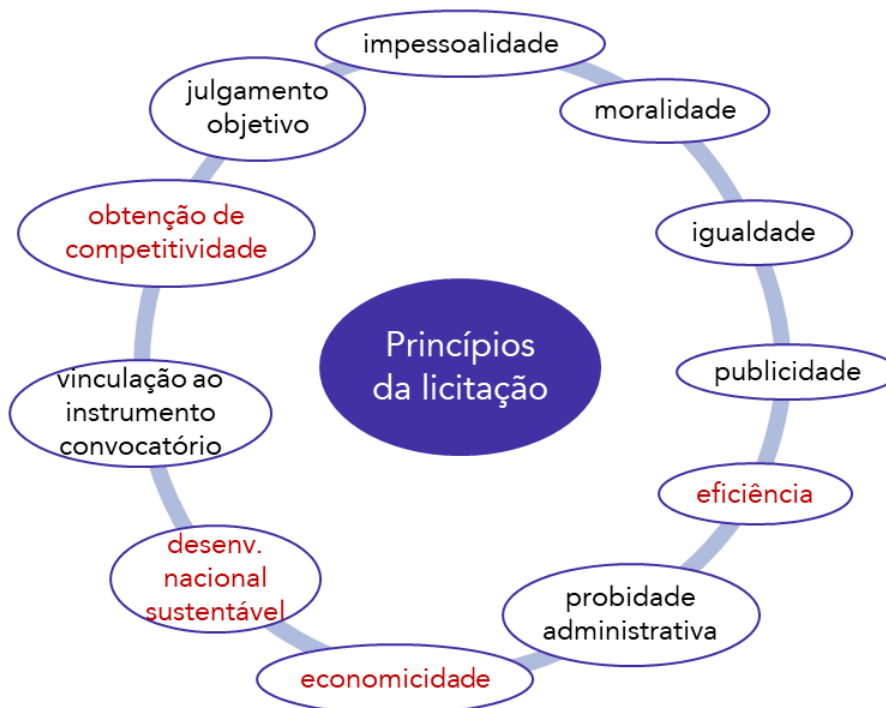 impessoalidade
moralidade
igualdade
publicidade
eficiência
probidade
administrativa
economicidade
desenv.
nacional
sustentável
vinculação ao
instrumento
convocatório
obtenção de
competitividade
julgamento
objetivo
Princípios
da licitação